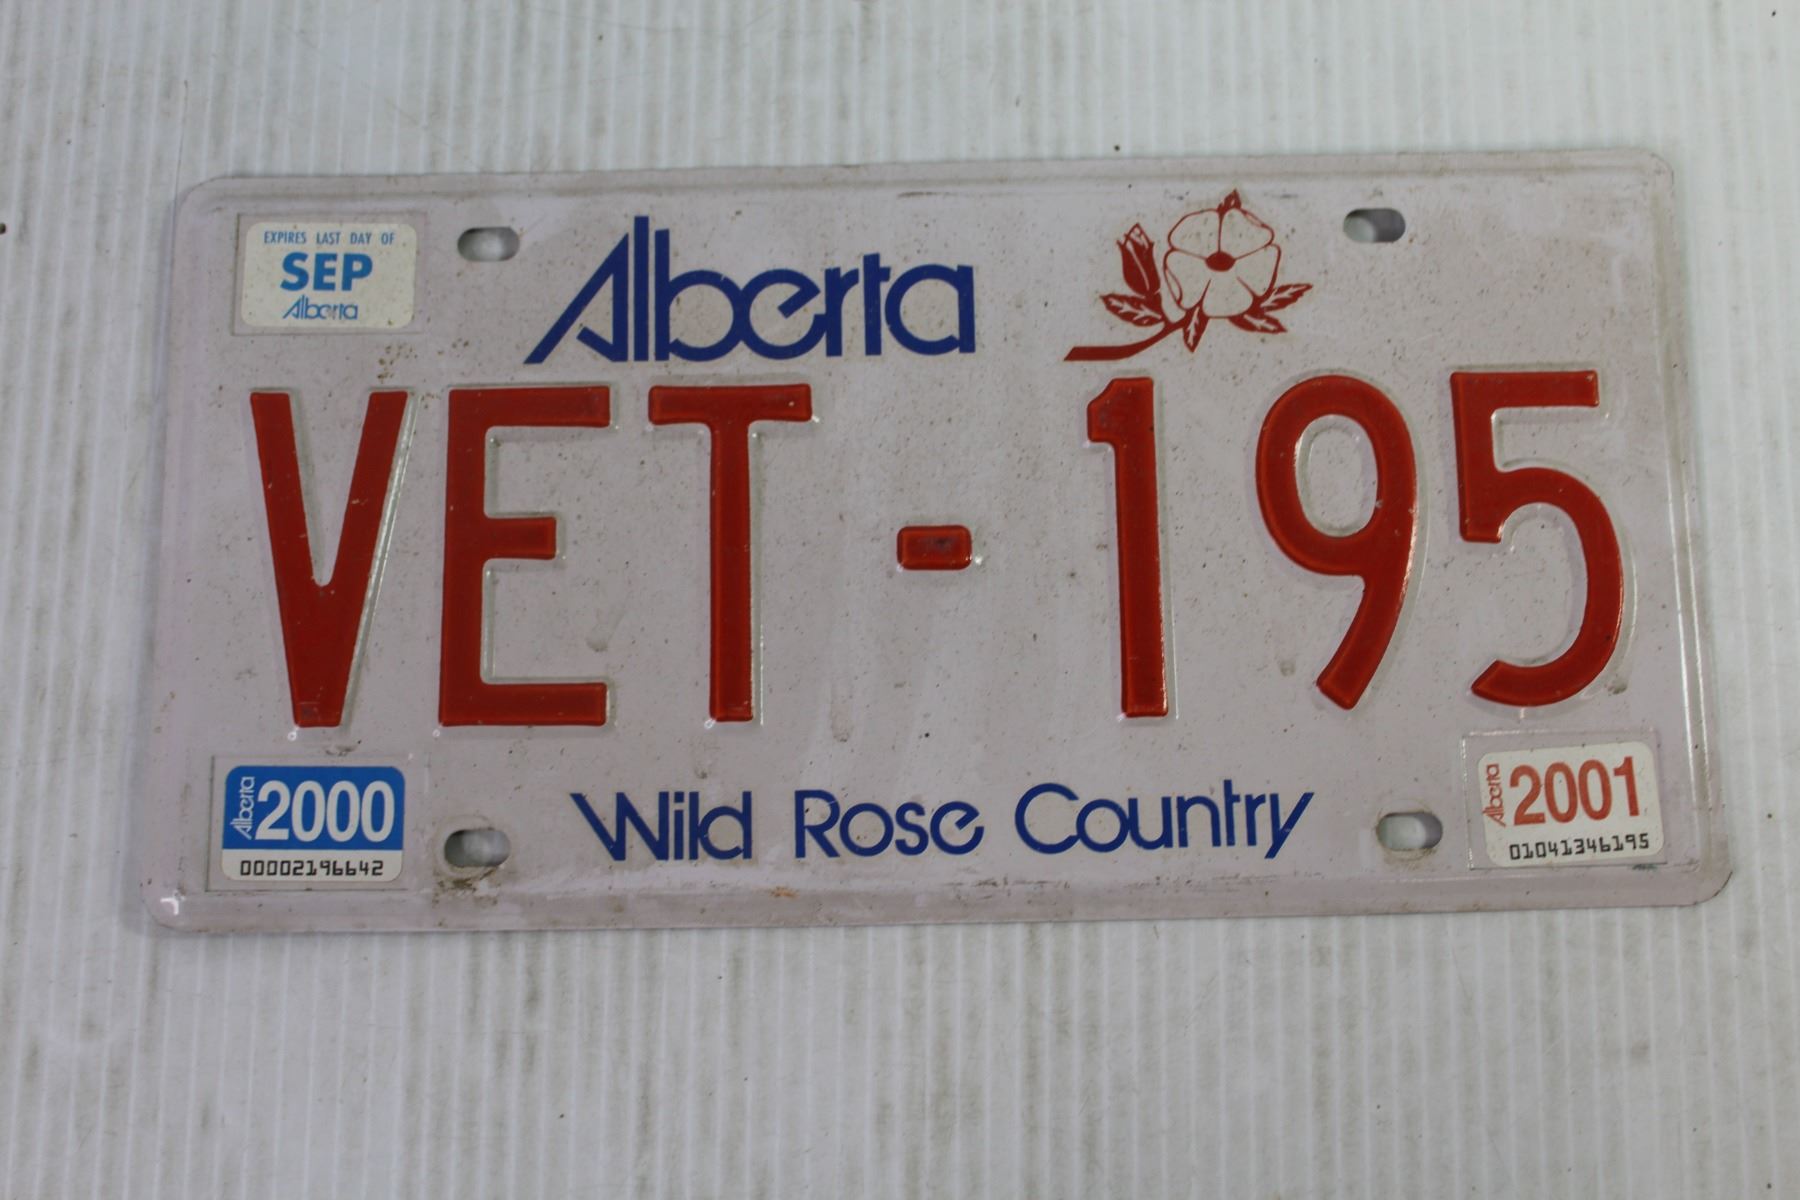 EXPIRES LAST DAY OF
SEP
Alberta
Alberta
VET-195
Alberta
2000
00002196642
Wild Rose Country
Alberta
2001
01041346195